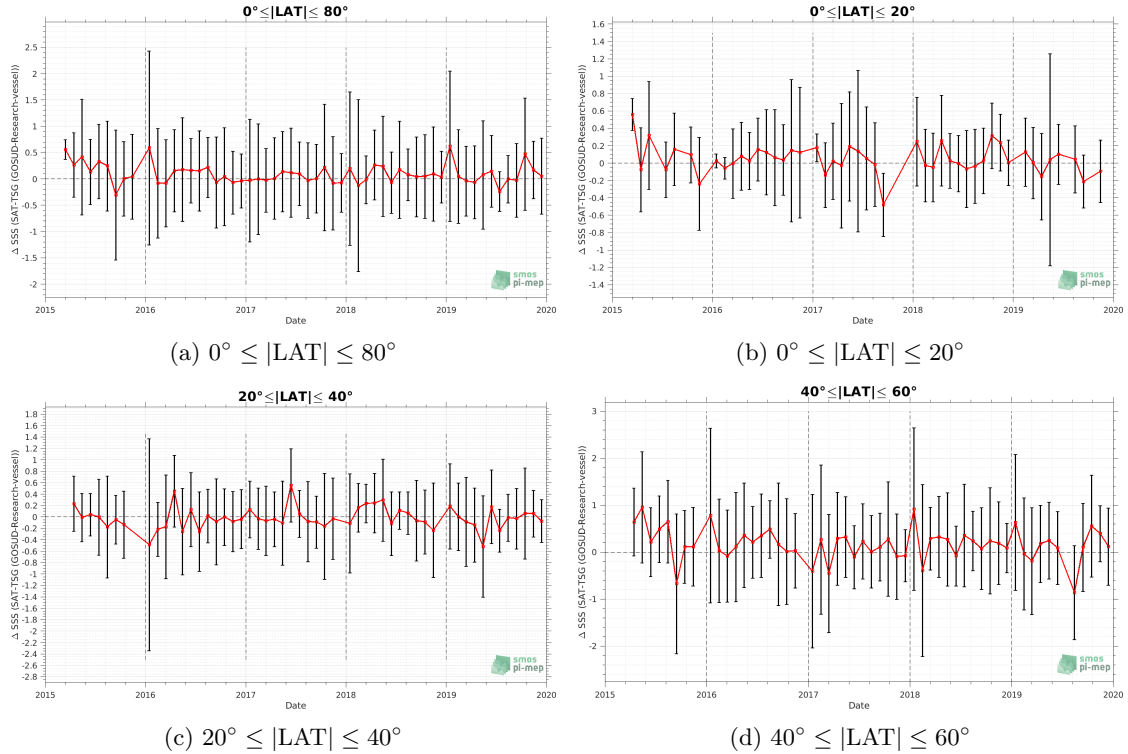 0°≤|LAT|≤ 80°
Δ SSS (SAT-TSG (GOSUD-Research-vessel))
2.5
2
1.5
1
0.5
0
-0.5
-1
-1.5
-2
2015 2016 2017 2018 2019 2020
Date
smos
pi-mep
(a) 0° ≤ |LAT| ≤ 80°
0°≤|LAT|≤ 20°
Δ SSS (SAT-TSG (GOSUD-Research-vessel))
1.6
1.4
1.2
1
0.8
0.6
0.4
0.2
0
-0.2
-0.4
-0.6
-0.8
-1
-1.2
-1.4
2015 2016 2017 2018 2019 2020
Date
smos
pi-mep
(b) 0° ≤ |LAT| ≤ 20°
20°≤|LAT|≤ 40°
Δ SSS (SAT-TSG (GOSUD-Research-vessel))
1.8
1.6
1.4
1.2
1
0.8
0.6
0.4
0.2
0
-0.2
-0.4
-0.6
-0.8
-1
-1.2
-1.4
-1.6
-1.8
-2
-2.2
-2.4
-2.6
-2.8
2015 2016 2017 2018 2019 2020
Date
smos
pi-mep
(c) 20° ≤ |LAT| ≤ 40°
40°≤|LAT|≤ 60°
Δ SSS (SAT-TSG (GOSUD-Research-vessel))
3
2
1
0
-1
-2
2015 2016 2017 2018 2019 2020
Date
smos
pi-mep
(d) 40° ≤ |LAT| ≤ 60°